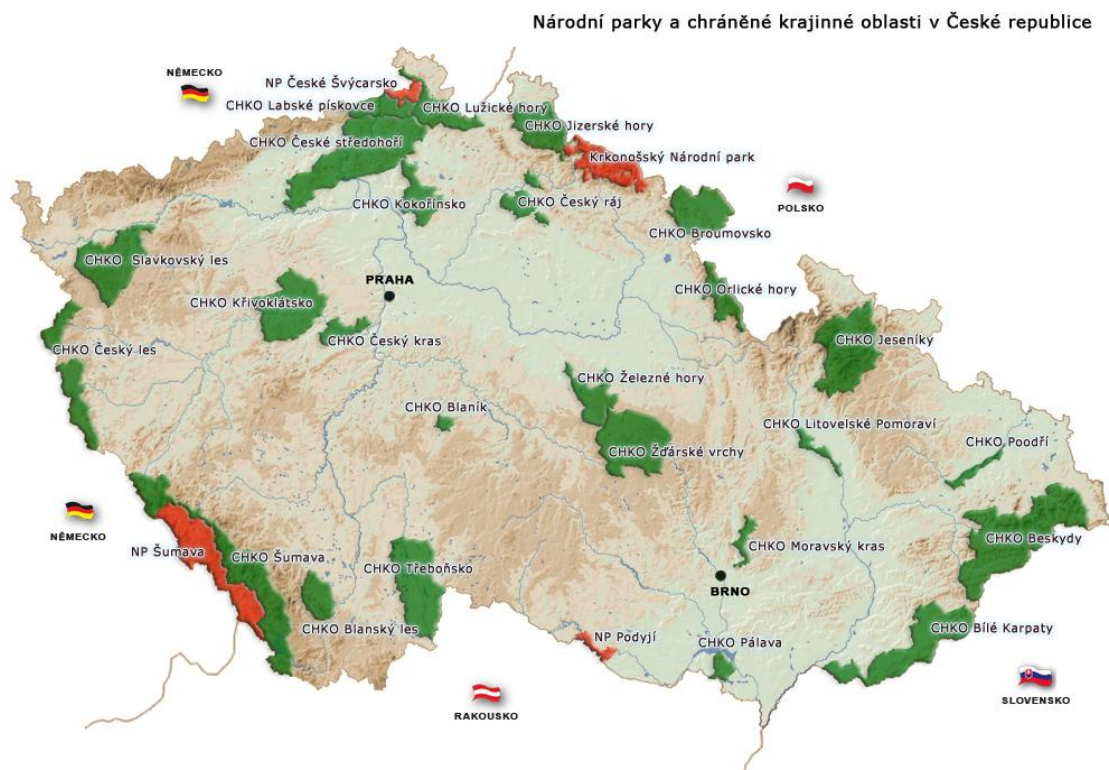 Národní parky a chráněné krajinné oblasti v České republice
NĚMECKO
NP České Švýcarsko
CHKO Labské pískovce
CHKO Lužické horý
CHKO Jizerské hory
CHKO České středohoří
Krkonošský Národní park
POLSKO
CHKO Kokořínsko
CHKO Český ráj
CHKO Broumovsko
CHKO Slavkovský les
PRAHA
CHKO Křivoklátsko
CHKO Orlické hory
CHKO Český les
CHKO Český kras
CHKO Jeseníky
CHKO Železné hory
CHKO Blaník
CHKO Litovelské Pomoraví
CHKO Poodří
CHKO Žďárské vrchy
NĚMECKO
NP Šumava
CHKO Šumava
CHKO Třeboňsko
CHKO Moravský kras
CHKO Beskydy
BRNO
CHKO Blanský les
NP Podyjí
CHKO Pálava
CHKO Bílé Karpaty
RAKOUSKO
SLOVENSKO